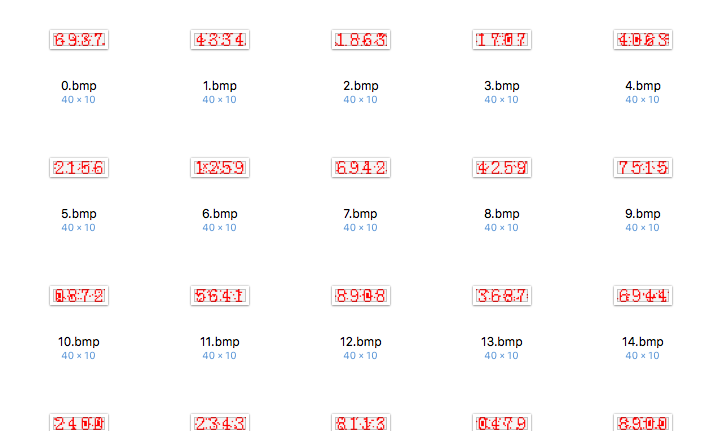 6937 4334 1863 1707 4063
0.bmp 1.bmp 2.bmp 3.bmp 4.bmp
40 × 10 40 × 10 40 × 10 40 × 10 40 × 10
2156 1259 6942 4259 7515
5.bmp 6.bmp 7.bmp 8.bmp 9.bmp
40 × 10 40 × 10 40 × 10 40 × 10 40 × 10
0872 5641 8908 3687 6944
10.bmp 11.bmp 12.bmp 13.bmp 14.bmp
40 × 10 40 × 10 40 × 10 40 × 10 40 × 10
2400 2343 8113 0479 8900